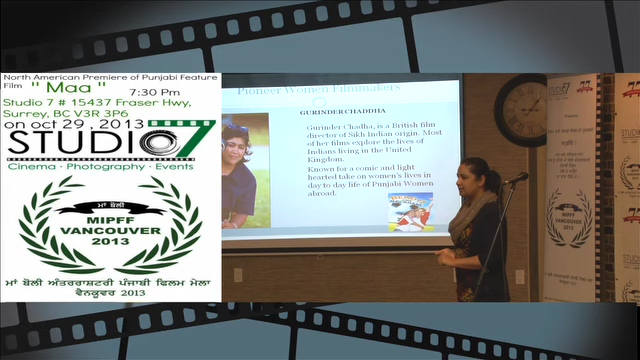 North American Premiere of Punjabi Feature
Film " Maa " 7:30 Pm
Studio 7 # 15437 Fraser Hwy,
Surrey, BC V3R 3P6
on oct 29 , 2013
STUDIO 7
Cinema · Photography · Events
ਮਾਂ ਬੋਲੀ
MIPFF
VANCOUVER
2013
ਮਾਂ ਬੋਲੀ ਅੰਤਰਰਾਸ਼ਟਰੀ ਪੰਜਾਬੀ ਫਿਲਮ ਮੇਲਾ
ਵੈਨਕੂਵਰ 2013
Pioneer Women Filmmakers
GURINDER CHADDHA
Gurinder Chadha, is a British film
director of Sikh Indian origin. Most
of her films explore the lives of
Indians living in the United
Kingdom.
Known for a comic and light
hearted take on women's lives in
day to day life of Punjabi Women
abroad.
MIPFF
VANCOUVER
2013